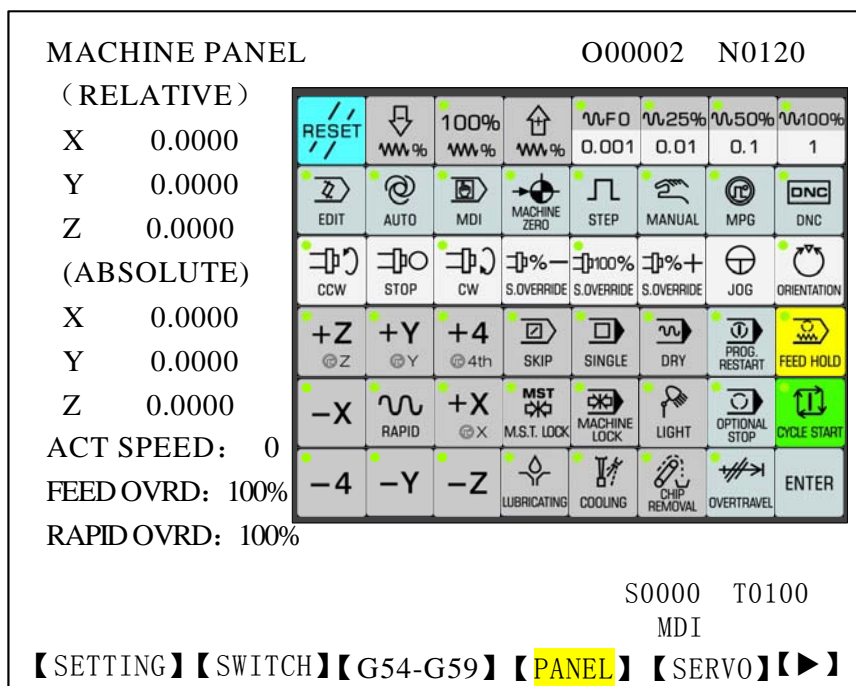 MACHINE PANEL O00002 N0120
（RELATIVE）
X 0.0000
Y 0.0000
Z 0.0000
(ABSOLUTE)
X 0.0000
Y 0.0000
Z 0.0000
ACT SPEED： 0
FEED OVRD：100%
RAPID OVRD：100%
RESET % 100% % % F0 25% 50% 100%
0.001 0.01 0.1 1
EDIT AUTO MDI MACHINE ZERO STEP MANUAL MPG DNC DNC
CCW STOP CW %— S.OVERRIDE 100% S.OVERRIDE %+ S.OVERRIDE JOG ORIENTATION
+Z Z +Y Y +4 4th SKIP SINGLE DRY PROG. RESTART FEED HOLD
-X RAPID +X X MST M.S.T. LOCK MACHINE LOCK LIGHT OPTIONAL STOP CYCLE START
-4 -Y -Z LUBRICATING COOLING CHIP REMOVAL OVERTRAVEL ENTER
S0000 T0100
MDI
【SETTING】【SWITCH】【G54-G59】【PANEL】【SERVO】【▶】